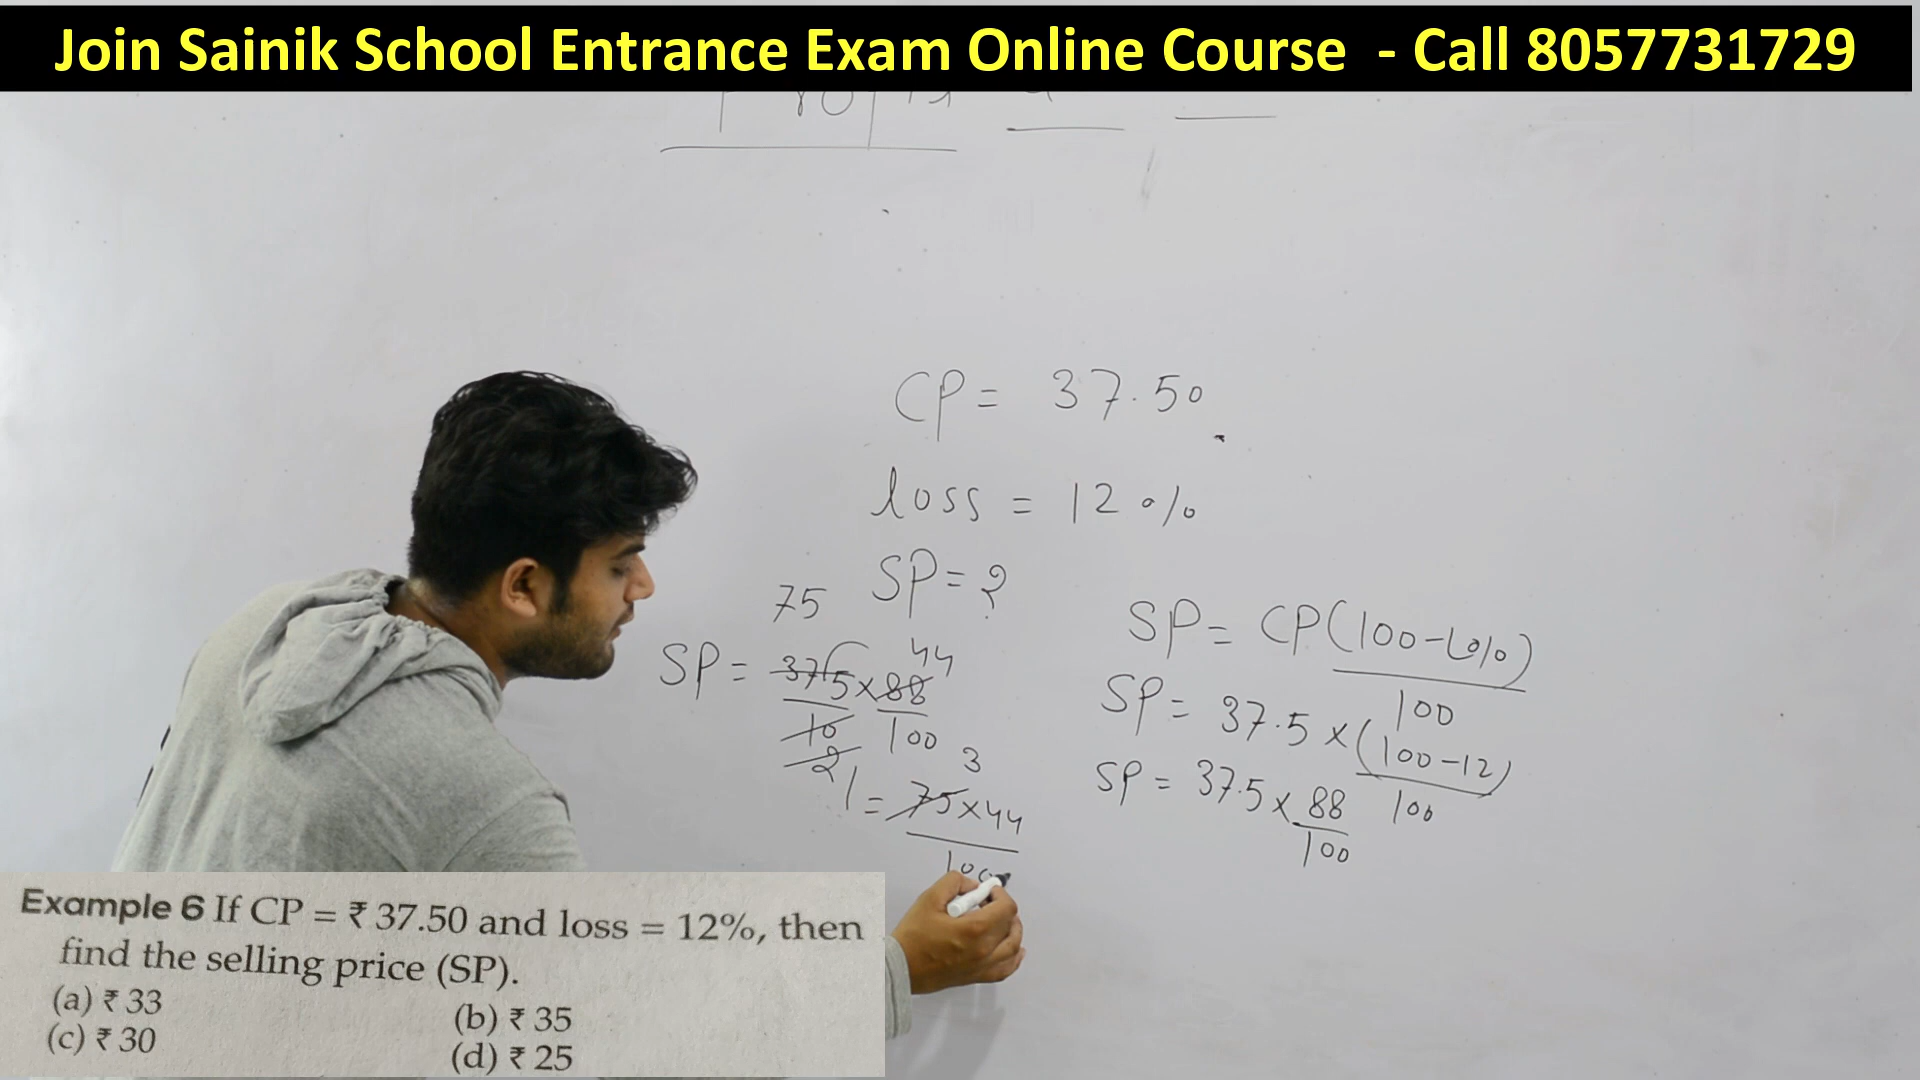 Join Sainik School Entrance Exam Online Course - Call 8057731729
CP = 37.50
loss = 12 %
SP = ?
75
44
SP = 375 × 88
10 100
2
1
3
= 75 × 44
100
SP = CP(100 - L%)
100
SP = 37.5 × (100 - 12)
100
SP = 37.5 × 88
100
Example 6 If CP = ₹ 37.50 and loss = 12%, then
find the selling price (SP).
(a) ₹ 33
(b) ₹ 35
(c) ₹ 30
(d) ₹ 25